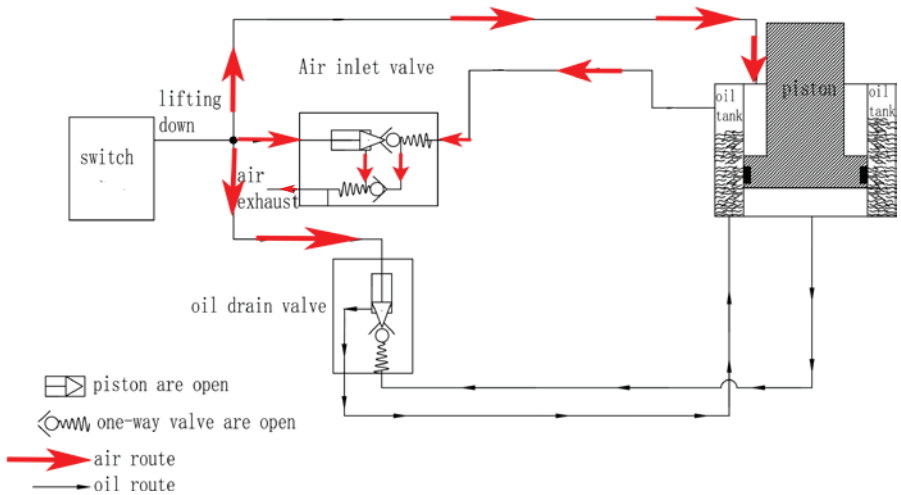 Air inlet valve
lifting
down
switch
air
exhaust
oil
tank
piston
oil
tank
oil drain valve
piston are open
one-way valve are open
air route
oil route